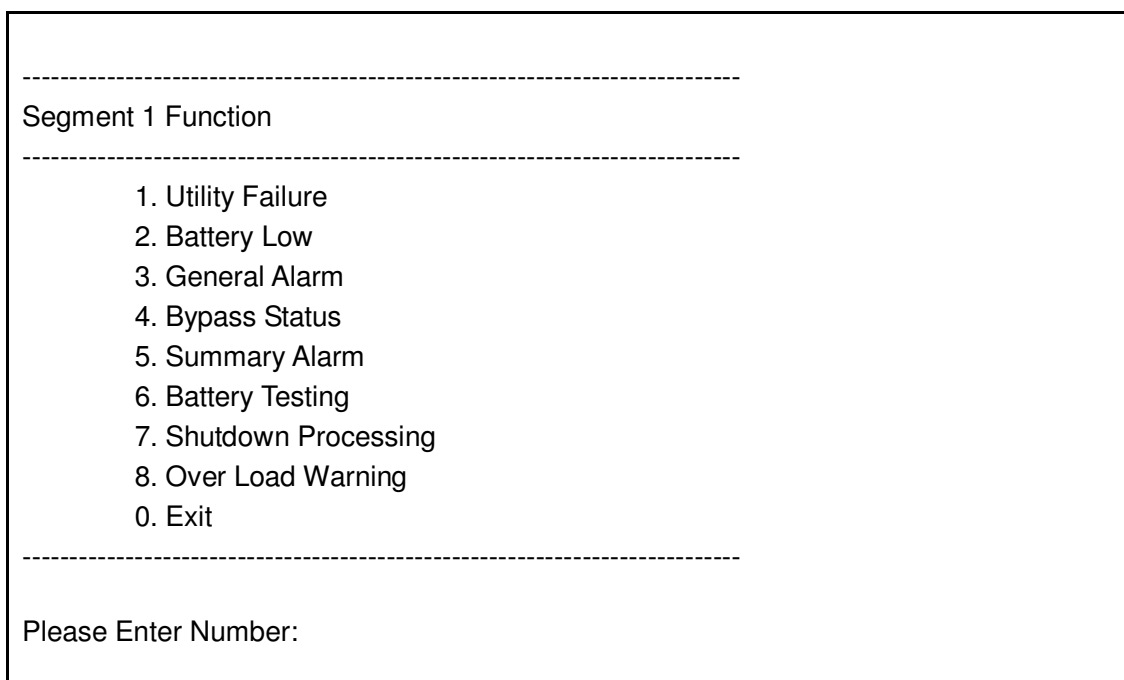 -----------------------------------------------------------------------------
Segment 1 Function
-----------------------------------------------------------------------------
1. Utility Failure
2. Battery Low
3. General Alarm
4. Bypass Status
5. Summary Alarm
6. Battery Testing
7. Shutdown Processing
8. Over Load Warning
0. Exit
-----------------------------------------------------------------------------
Please Enter Number: